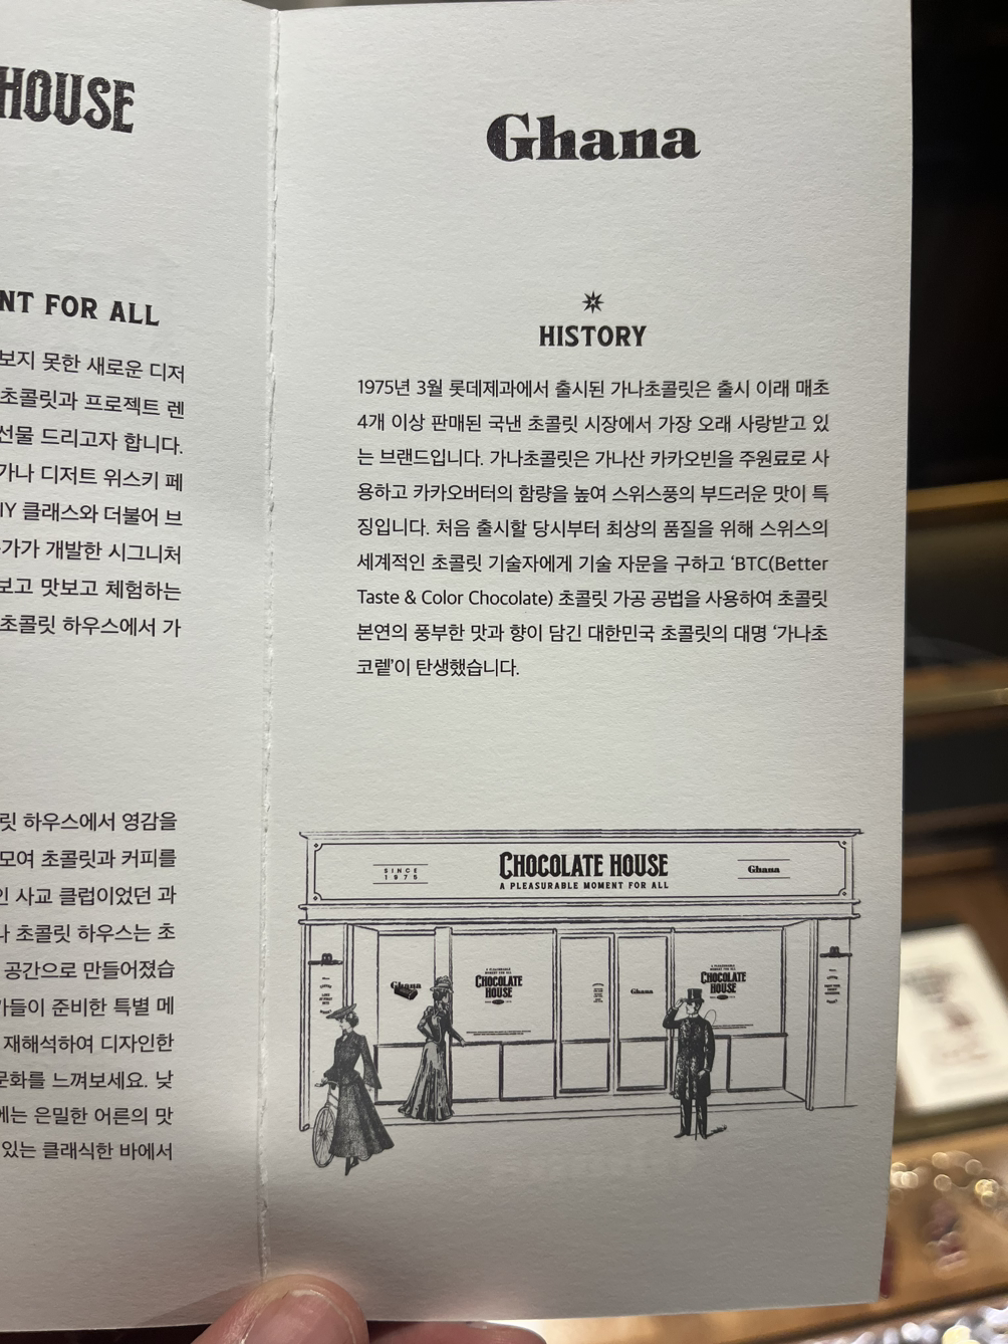 HOUSE
NT FOR ALL
보지 못한 새로운 디저
초콜릿과 프로젝트 렌
선물 드리고자 합니다.
가나 디저트 위스키 페
IY 클래스와 더불어 브
가가 개발한 시그니처
보고 맛보고 체험하는
초콜릿 하우스에서 가
릿 하우스에서 영감을
모여 초콜릿과 커피를
인 사교 클럽이었던 과
나 초콜릿 하우스는 초
공간으로 만들어졌습
가들이 준비한 특별 메
재해석하여 디자인한
문화를 느껴보세요. 낮
에는 은밀한 어른의 맛
있는 클래식한 바에서
Ghana
HISTORY
1975년 3월 롯데제과에서 출시된 가나초콜릿은 출시 이래 매초
4개 이상 판매된 국낸 초콜릿 시장에서 가장 오래 사랑받고 있
는 브랜드입니다. 가나초콜릿은 가나산 카카오빈을 주원료로 사
용하고 카카오버터의 함량을 높여 스위스풍의 부드러운 맛이 특
징입니다. 처음 출시할 당시부터 최상의 품질을 위해 스위스의
세계적인 초콜릿 기술자에게 기술 자문을 구하고 ‘BTC(Better
Taste & Color Chocolate) 초콜릿 가공 공법을 사용하여 초콜릿
본연의 풍부한 맛과 향이 담긴 대한민국 초콜릿의 대명 ‘가나초
코렡’이 탄생했습니다.
SINCE
1975
CHOCOLATE HOUSE
A PLEASURABLE MOMENT FOR ALL
Ghana
Ghana
A PLEASURABLE
MOMENT FOR ALL
CHOCOLATE
HOUSE
Ghana
A PLEASURABLE
MOMENT FOR ALL
CHOCOLATE
HOUSE